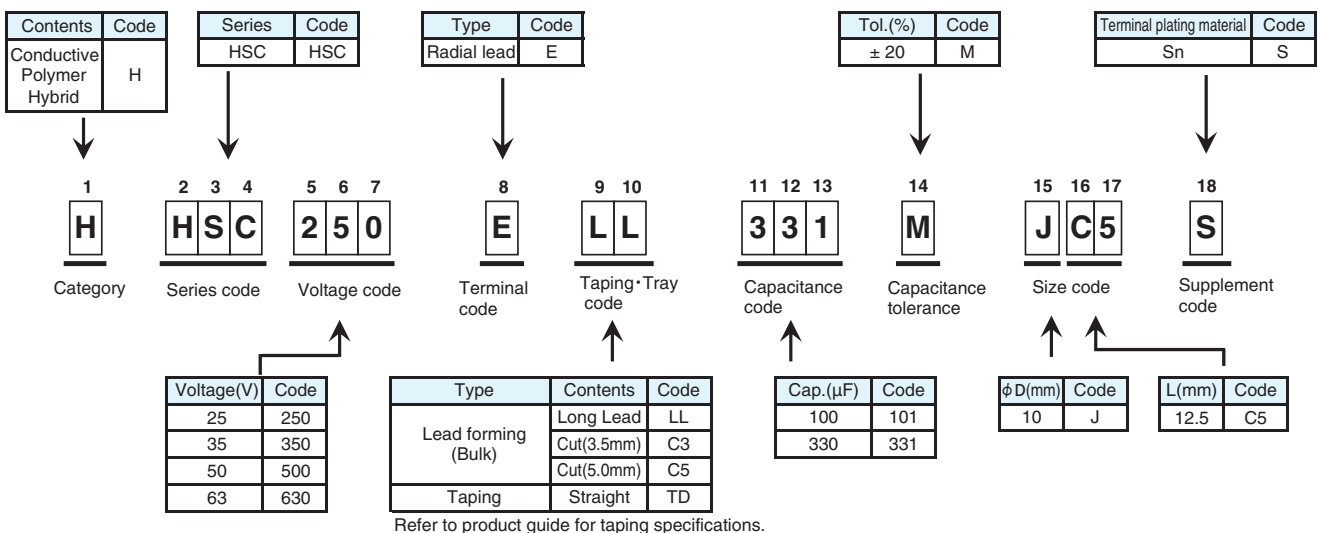 Contents Code
Conductive Polymer Hybrid H
Series Code
HSC HSC
Type Code
Radial lead E
Tol.(%) Code
± 20 M
Terminal plating material Code
Sn S
1 2 3 4 5 6 7 8 9 10 11 12 13 14 15 16 17 18
H H S C 2 5 0 E L L 3 3 1 M J C 5 S
Category
Series code
Voltage code
Terminal
code
Taping・Tray
code
Capacitance
code
Capacitance
tolerance
Size code
Supplement
code
Voltage(V) Code
25 250
35 350
50 500
63 630
Type Contents Code
Lead forming
(Bulk)
Long Lead LL
Cut(3.5mm) C3
Cut(5.0mm) C5
Taping Straight TD
Refer to product guide for taping specifications.
Cap.(μF) Code
100 101
330 331
φD(mm) Code
10 J
L(mm) Code
12.5 C5